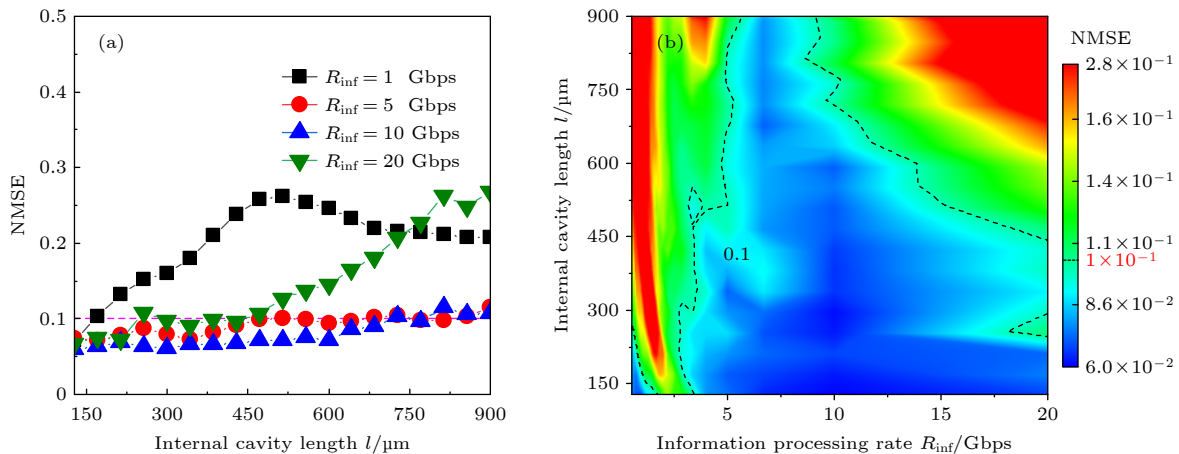 (a)
R_inf = 1 Gbps
R_inf = 5 Gbps
R_inf = 10 Gbps
R_inf = 20 Gbps
NMSE
0.5
0.4
0.3
0.2
0.1
0
150
300
450
600
750
900
Internal cavity length l/μm
(b)
Internal cavity length l/μm
900
750
600
450
300
150
0.1
5
10
15
20
Information processing rate R_inf/Gbps
NMSE
2.8×10⁻¹
1.8×10⁻¹
1.4×10⁻¹
1.1×10⁻¹
1×10⁻¹
8.6×10⁻²
6.0×10⁻²